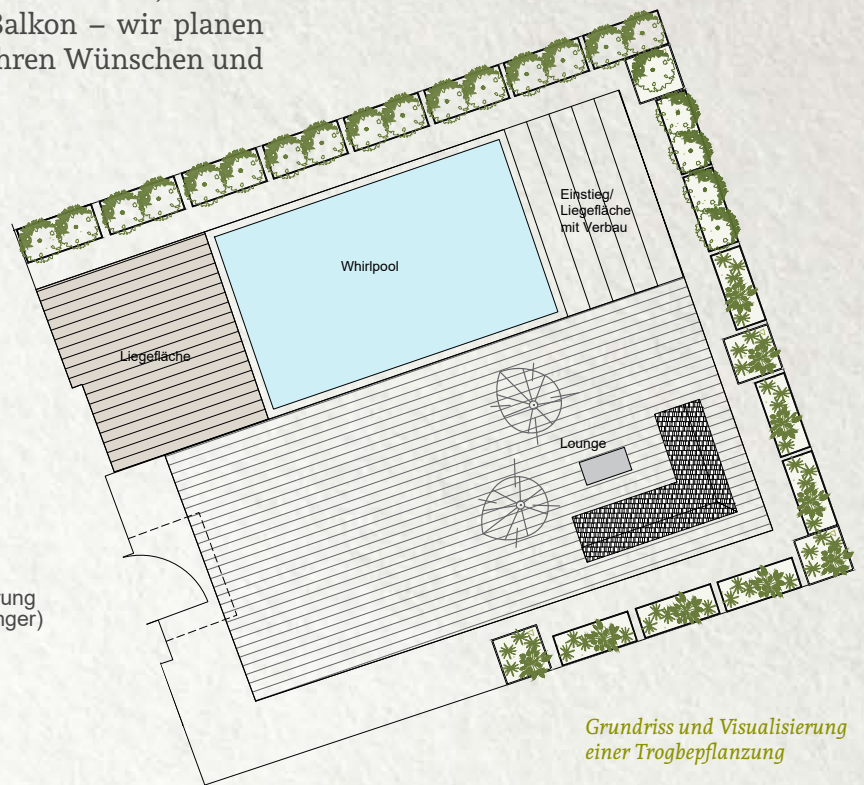 Balkon – wir planen
hren Wünschen und
Einstieg/
Liegefläche
mit Verbau
Whirlpool
Liegefläche
Lounge
rung
nger)
Grundriss und Visualisierung
einer Trogbepflanzung